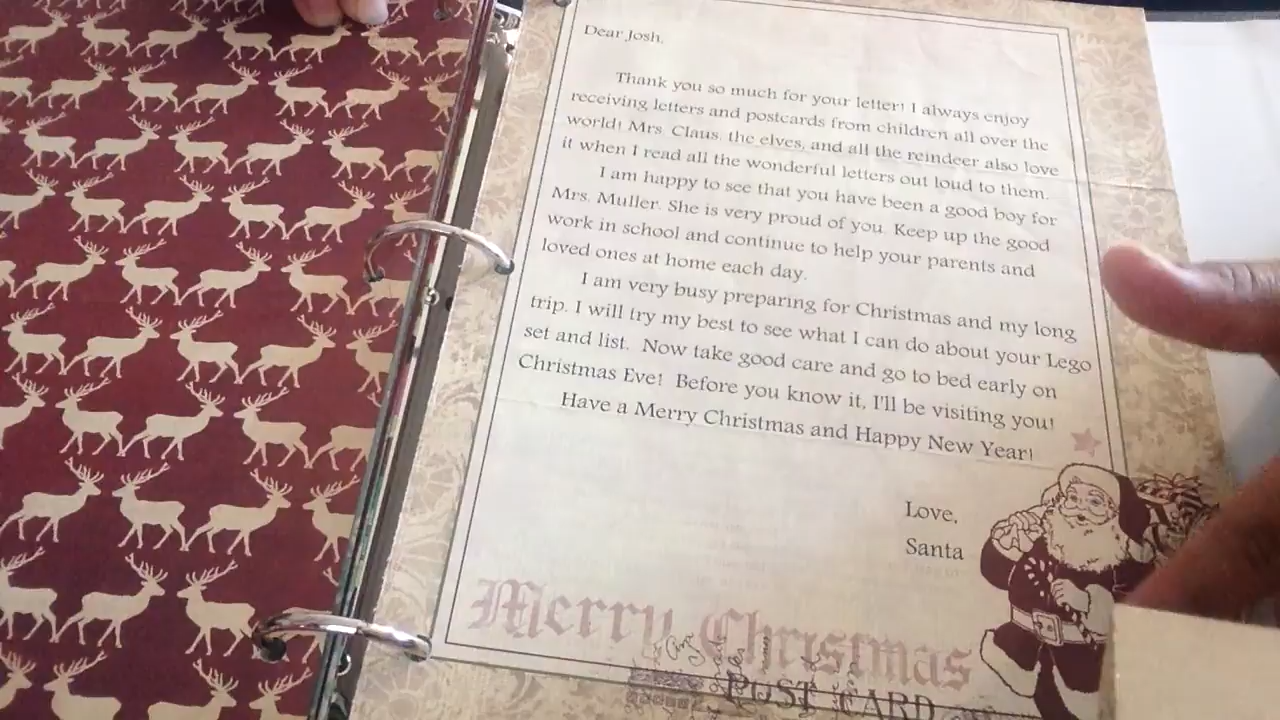 Dear Josh,
Thank you so much for your letter! I always enjoy
receiving letters and postcards from children all over the
world! Mrs. Claus, the elves, and all the reindeer also love
it when I read all the wonderful letters out loud to them.
I am happy to see that you have been a good boy for
Mrs. Muller. She is very proud of you. Keep up the good
work in school and continue to help your parents and
loved ones at home each day.
I am very busy preparing for Christmas and my long
trip. I will try my best to see what I can do about your Lego
set and list. Now take good care and go to bed early on
Christmas Eve! Before you know it, I'll be visiting you!
Have a Merry Christmas and Happy New Year!
Love,
Santa
Merry Christmas
POST CARD